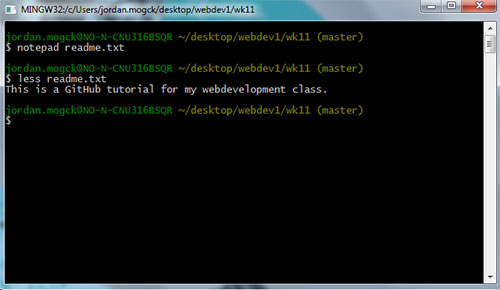 MINGW32:/c/Users/jordan.mogck/desktop/webdev1/wk11
jordan.mogck@NO-N-CNU316BSQR ~/desktop/webdev1/wk11 (master)
$ notepad readme.txt
jordan.mogck@NO-N-CNU316BSQR ~/desktop/webdev1/wk11 (master)
$ less readme.txt
This is a GitHub tutorial for my webdevelopment class.
jordan.mogck@NO-N-CNU316BSQR ~/desktop/webdev1/wk11 (master)
$